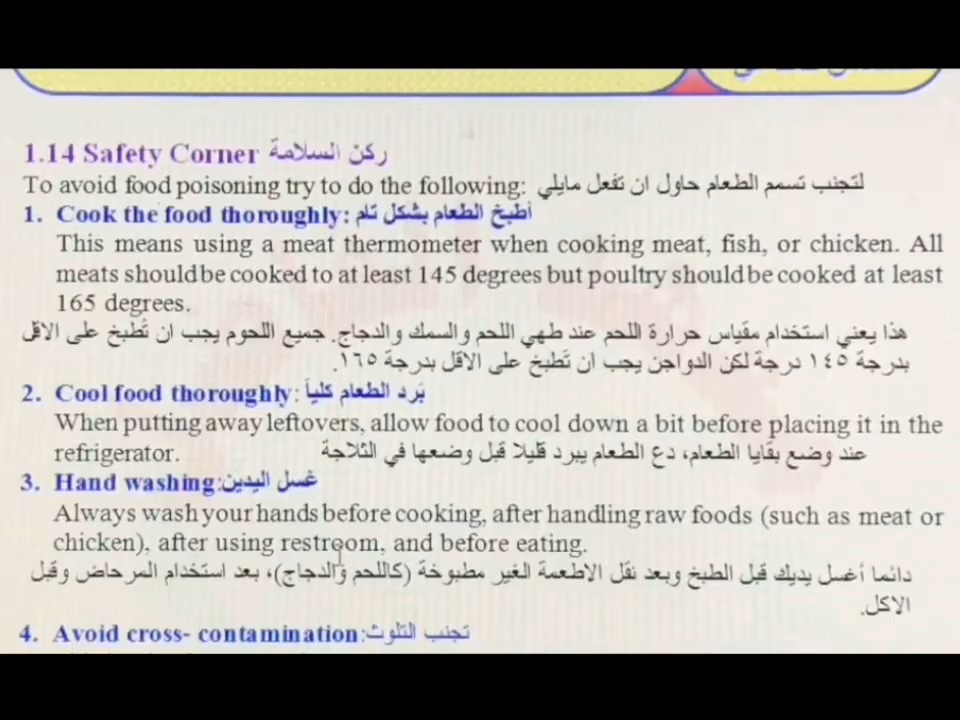 1.14 Safety Corner ركن السلامة
To avoid food poisoning try to do the following: لتجنب تسمم الطعام حاول ان تفعل مايلي
1. Cook the food thoroughly: أطبخ الطعام بشكل تام
This means using a meat thermometer when cooking meat, fish, or chicken. All
meats should be cooked to at least 145 degrees but poultry should be cooked at least
165 degrees.
هذا يعني استخدام مقياس حرارة اللحم عند طهي اللحم والسمك والدجاج. جميع اللحوم يجب ان تُطبخ على الاقل
بدرجة ١٤٥ درجة لكن الدواجن يجب ان تَطبخ على الاقل بدرجة ١٦٥.
2. Cool food thoroughly: بَرد الطعام كلياً
When putting away leftovers, allow food to cool down a bit before placing it in the
refrigerator. عند وضع بقايا الطعام، دع الطعام يبرد قليلا قبل وضعها في الثلاجة
3. Hand washing: غسل اليدين
Always wash your hands before cooking, after handling raw foods (such as meat or
chicken), after using restroom, and before eating.
دائما أغسل يديك قبل الطبخ وبعد نقل الاطعمة الغير مطبوخة (كاللحم والدجاج)، بعد استخدام المرحاض وقبل
الاكل.
4. Avoid cross- contamination: تجنب التلوث